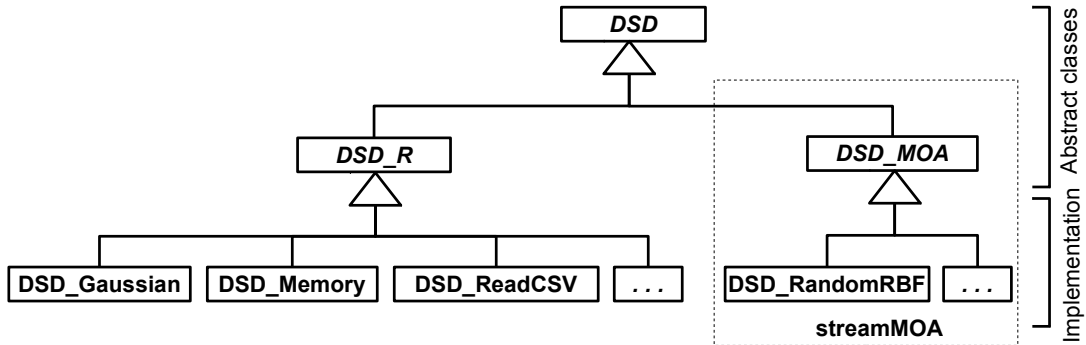 DSD
Abstract classes
DSD_R
DSD_MOA
Implementation
DSD_Gaussian
DSD_Memory
DSD_ReadCSV
. . .
DSD_RandomRBF
. . .
streamMOA